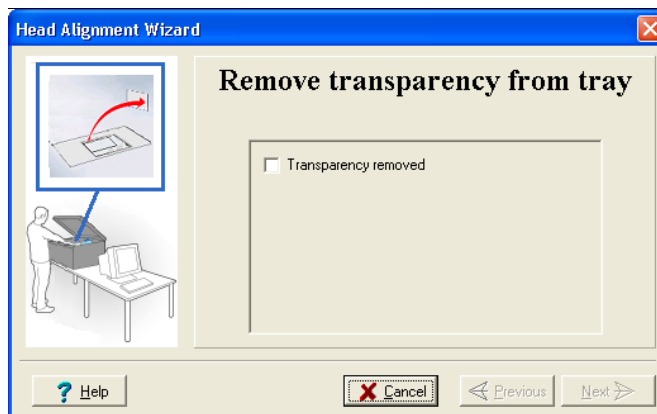 Head Alignment Wizard
Remove transparency from tray
Transparency removed
Help
Cancel
Previous
Next